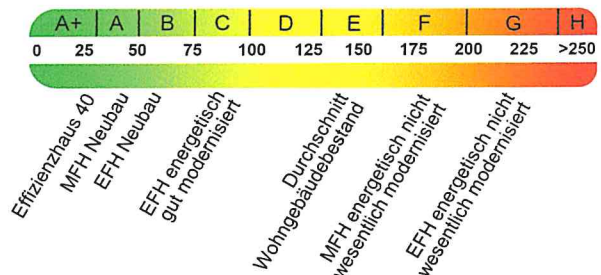 A+ A B C D E F G H
0 25 50 75 100 125 150 175 200 225 >250
Effizienzhaus 40
MFH Neubau
EFH Neubau
EFH energetisch
gut modernisiert
Durchschnitt
Wohngebäudebestand
MFH energetisch nicht
wesentlich modernisiert
EFH energetisch nicht
wesentlich modernisiert